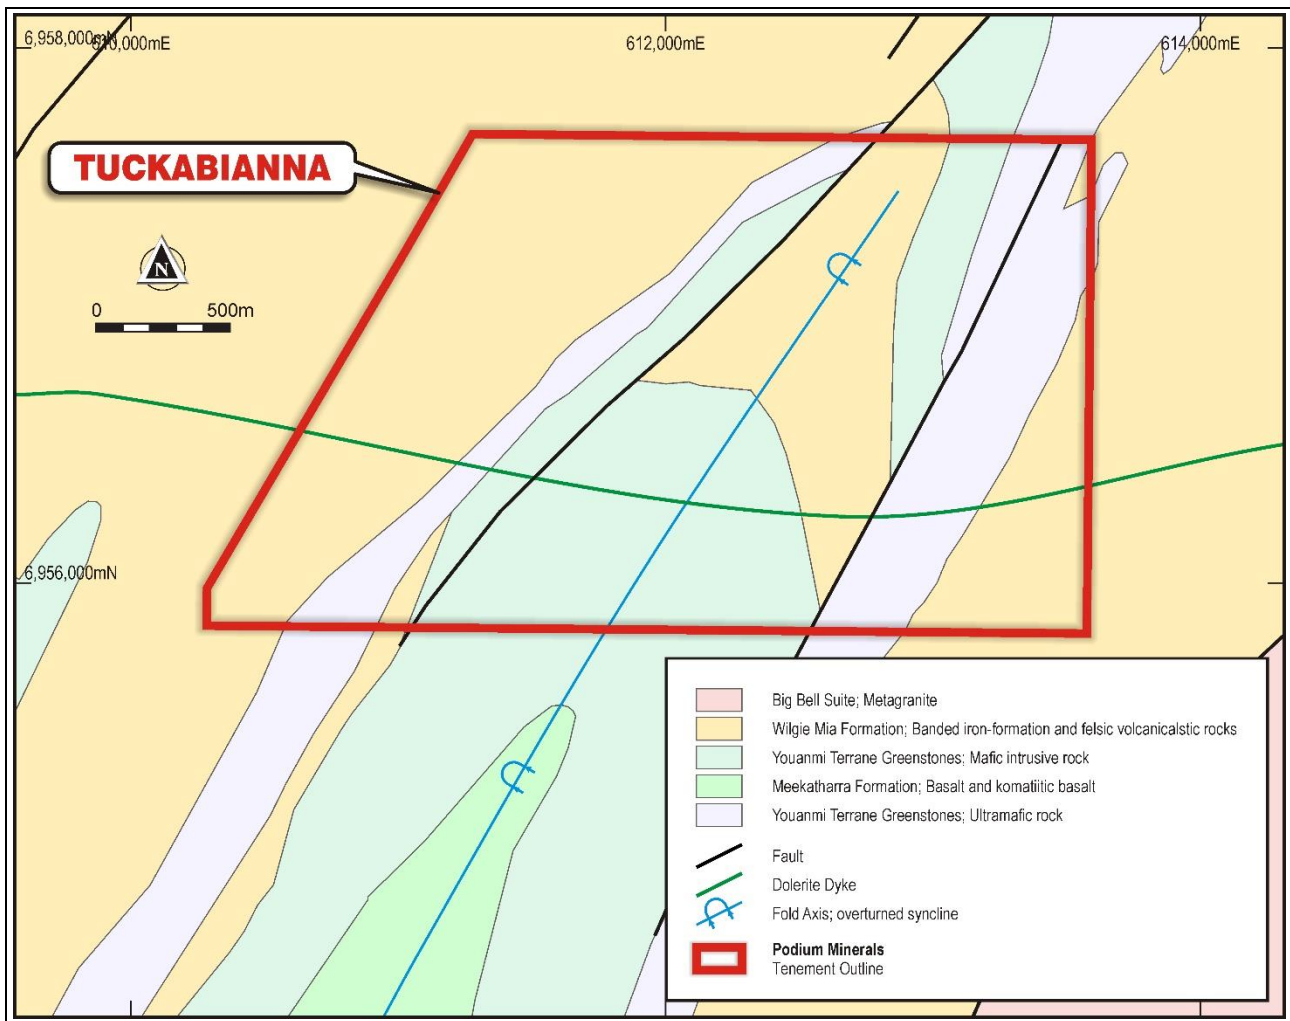 6,958,000mN
610,000mE
612,000mE
614,000mE
TUCKABIANNA
N
0
500m
6,956,000mN
Big Bell Suite; Metagranite
Wilgie Mia Formation; Banded iron-formation and felsic volcanicalstic rocks
Youanmi Terrane Greenstones; Mafic intrusive rock
Meekatharra Formation; Basalt and komatiitic basalt
Youanmi Terrane Greenstones; Ultramafic rock
Fault
Dolerite Dyke
Fold Axis; overturned syncline
Podium Minerals
Tenement Outline